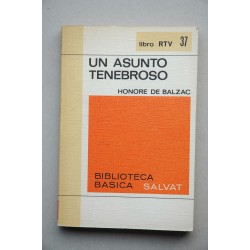 libro RTV 37
UN ASUNTO
TENEBROSO
HONORE DE BALZAC
BIBLIOTECA
BASICA SALVAT